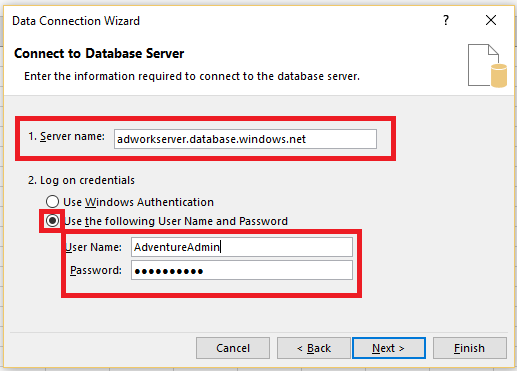 Data Connection Wizard
Connect to Database Server
Enter the information required to connect to the database server.
1. Server name: adworkserver.database.windows.net
2. Log on credentials
Use Windows Authentication
Use the following User Name and Password
User Name: AdventureAdmin
Password: ●●●●●●●●●●
Cancel < Back Next > Finish